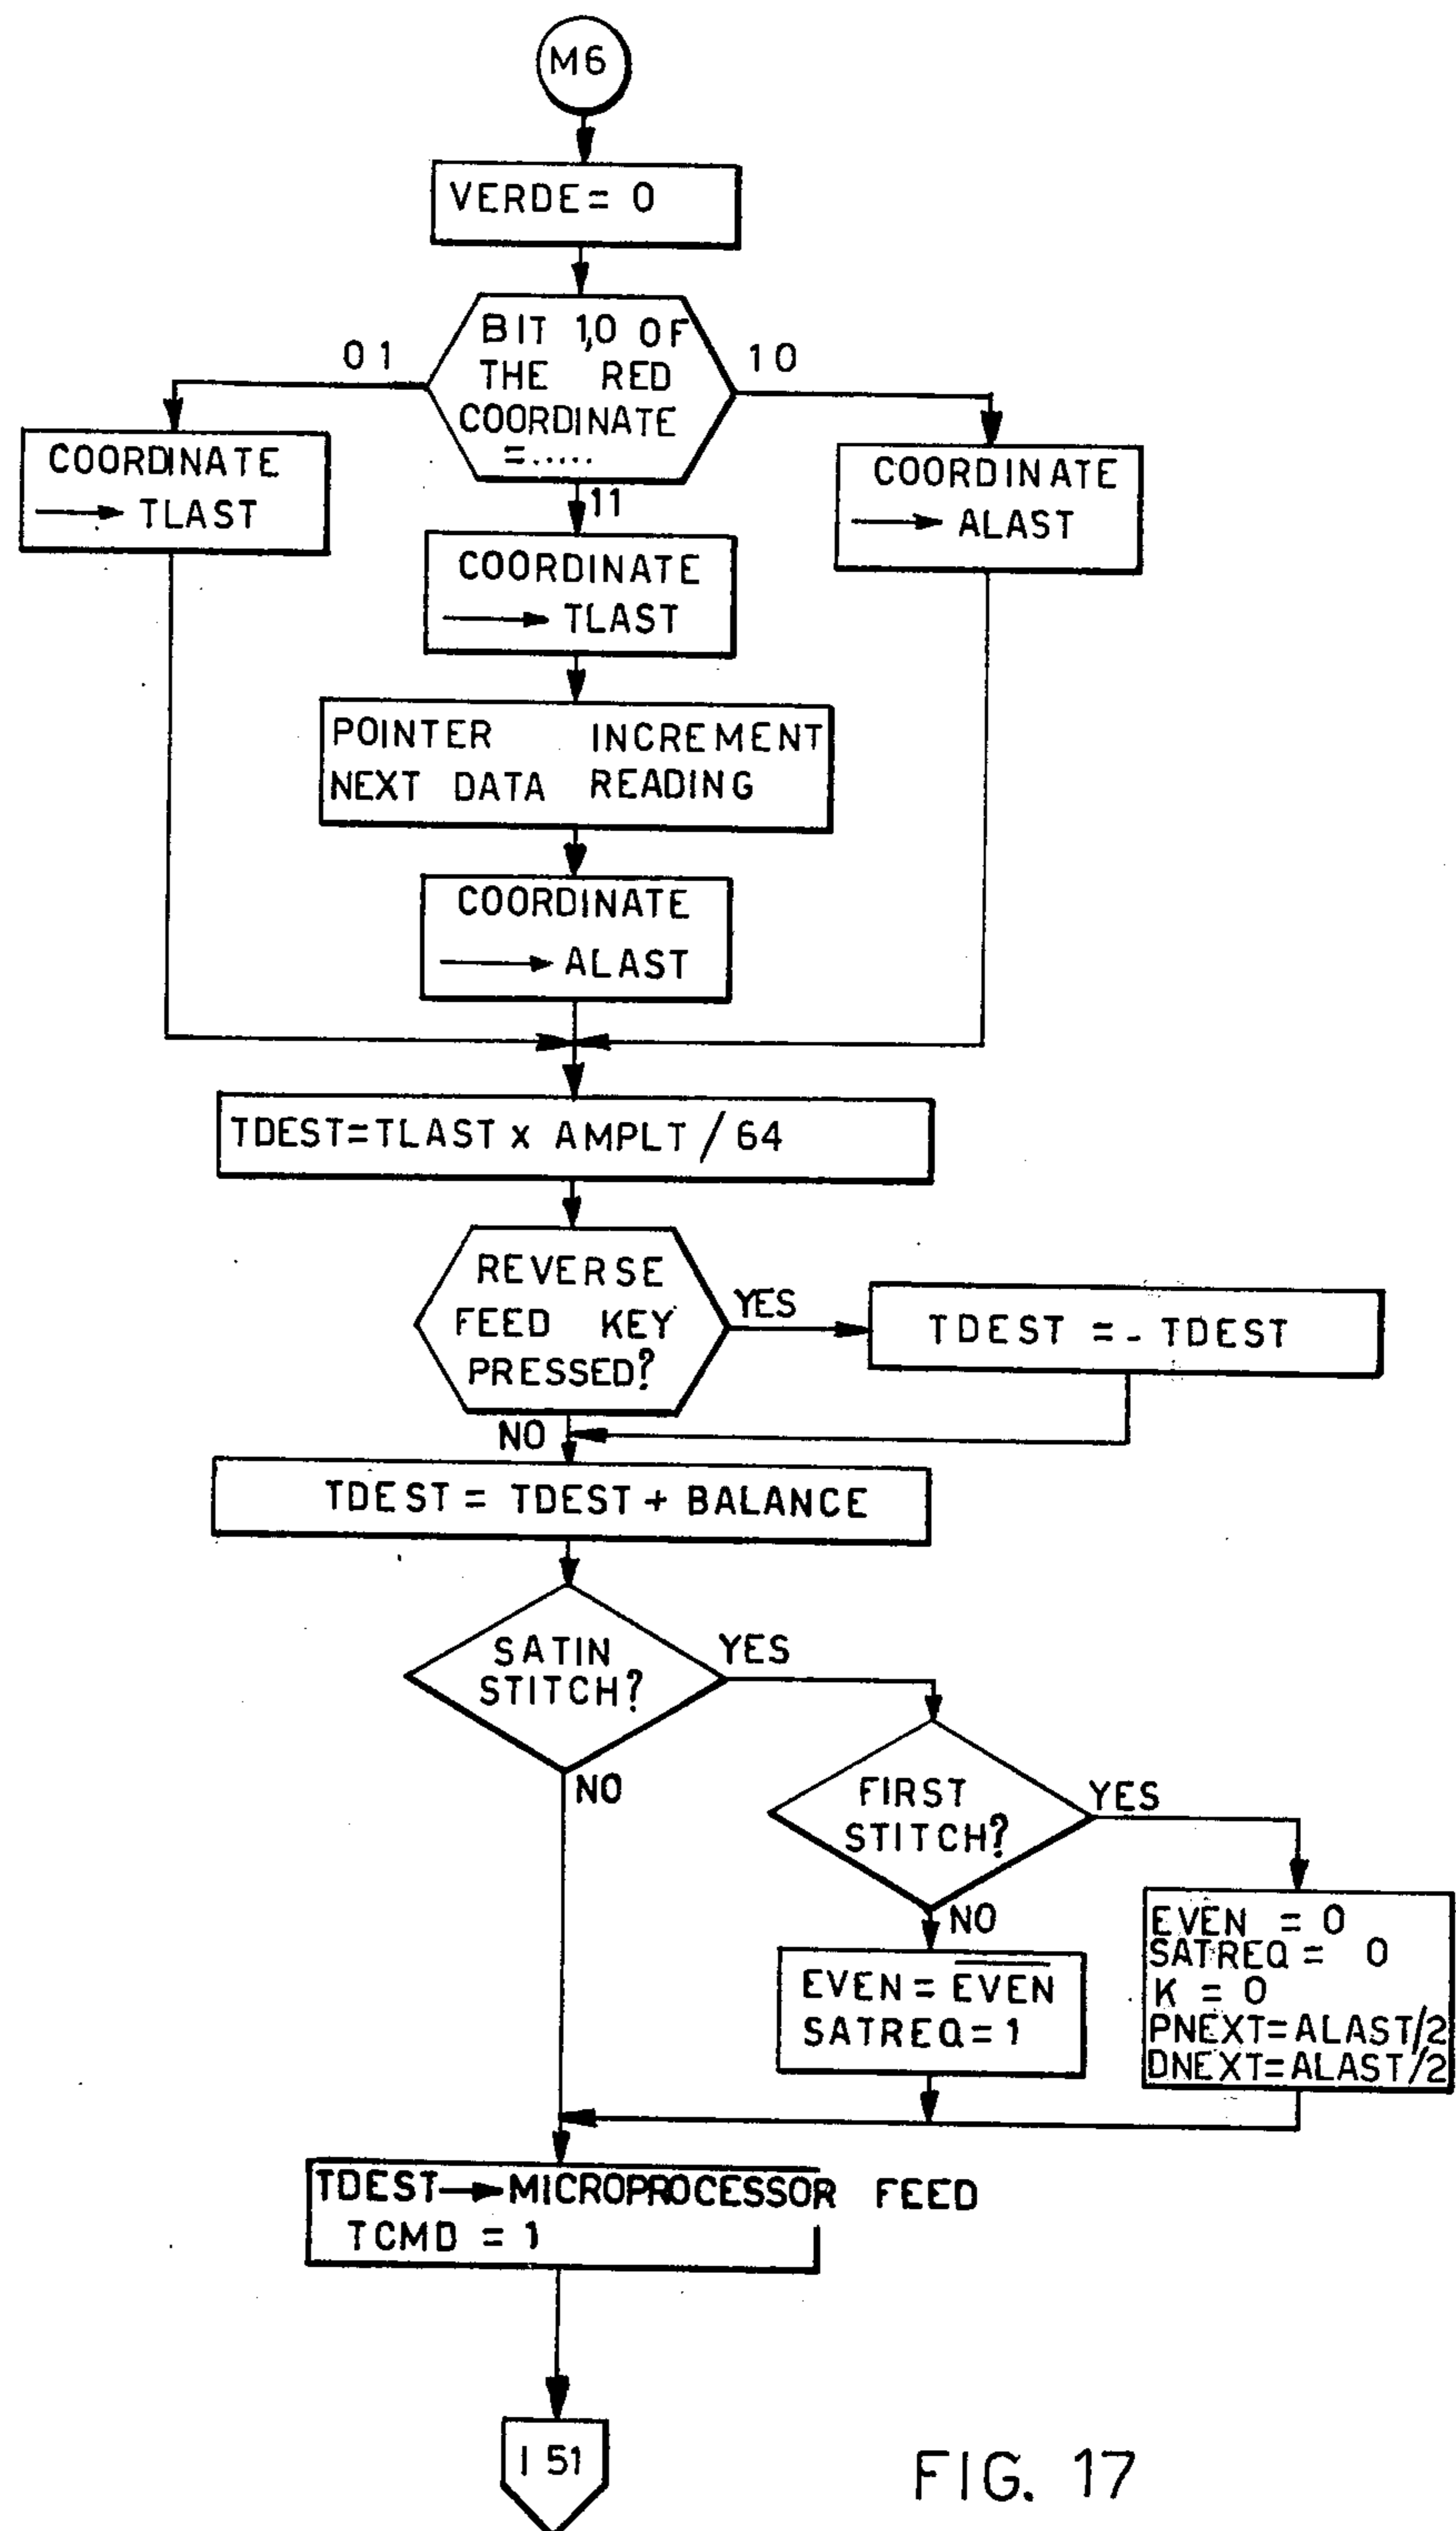 M6
VERDE = 0
BIT 1,0 OF
THE RED
COORDINATE
=.....
01
10
11
COORDINATE
→ TLAST
COORDINATE
→ ALAST
COORDINATE
→ TLAST
POINTER INCREMENT
NEXT DATA READING
COORDINATE
→ ALAST
TDEST=TLAST x AMPLT / 64
REVERSE
FEED KEY
PRESSED?
YES
TDEST = - TDEST
NO
TDEST = TDEST + BALANCE
SATIN
STITCH?
YES
NO
FIRST
STITCH?
YES
NO
EVEN = 0
SATREQ = 0
K = 0
PNEXT=ALAST/2
DNEXT=ALAST/2
EVEN = E̅V̅E̅N̅
SATREQ = 1
TDEST→MICROPROCESSOR FEED
TCMD = 1
I 51
FIG. 17